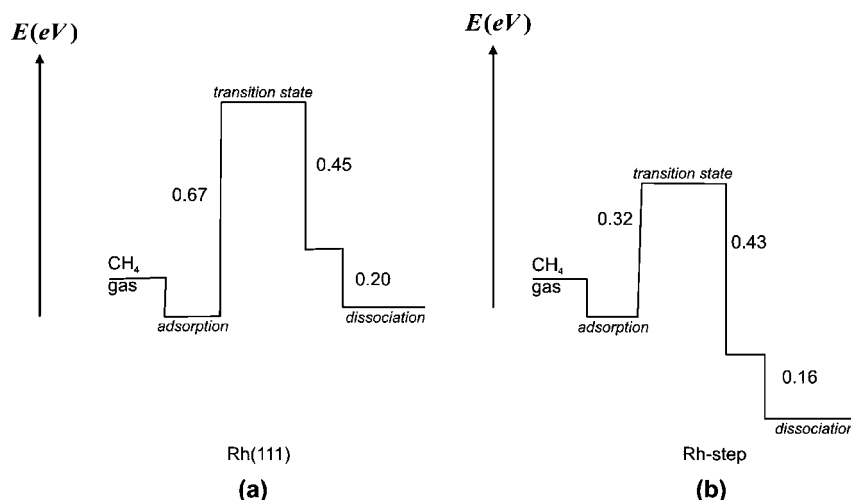 E(eV)
transition state
0.67
0.45
CH₄
gas
0.20
adsorption
dissociation
Rh(111)
(a)
E(eV)
transition state
0.32
0.43
CH₄
gas
0.16
adsorption
dissociation
Rh-step
(b)